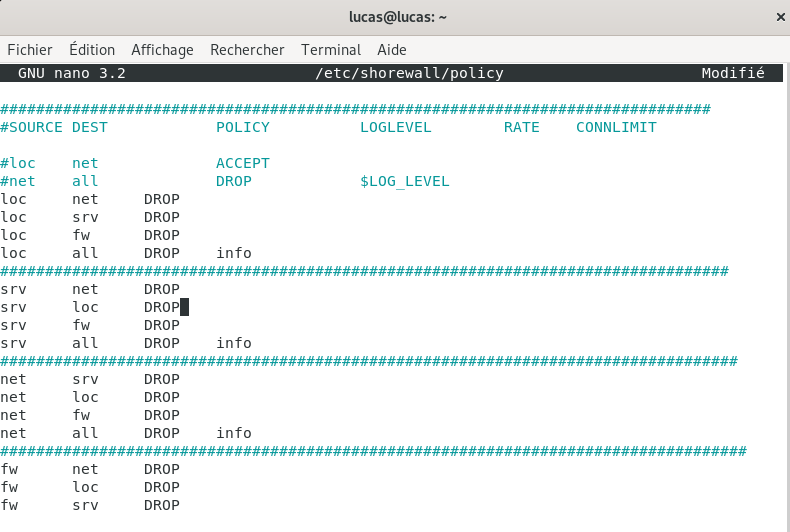 lucas@lucas: ~ ×
Fichier Édition Affichage Rechercher Terminal Aide
GNU nano 3.2 /etc/shorewall/policy Modifié
###############################################################################
#SOURCE DEST POLICY LOGLEVEL RATE CONNLIMIT
#loc net ACCEPT
#net all DROP $LOG_LEVEL
loc net DROP
loc srv DROP
loc fw DROP
loc all DROP info
#################################################################################
srv net DROP
srv loc DROP
srv fw DROP
srv all DROP info
##################################################################################
net srv DROP
net loc DROP
net fw DROP
net all DROP info
###################################################################################
fw net DROP
fw loc DROP
fw srv DROP